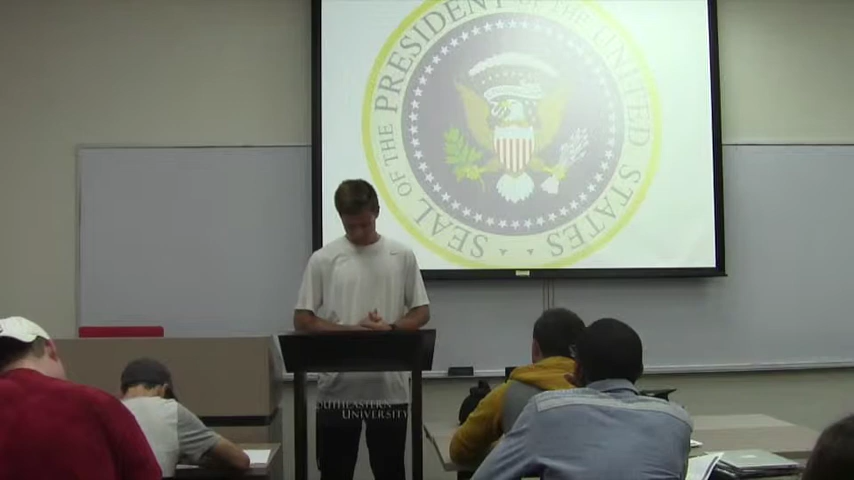 SEAL OF THE PRESIDENT OF THE UNITED STATES
SOUTHEASTERN
UNIVERSITY